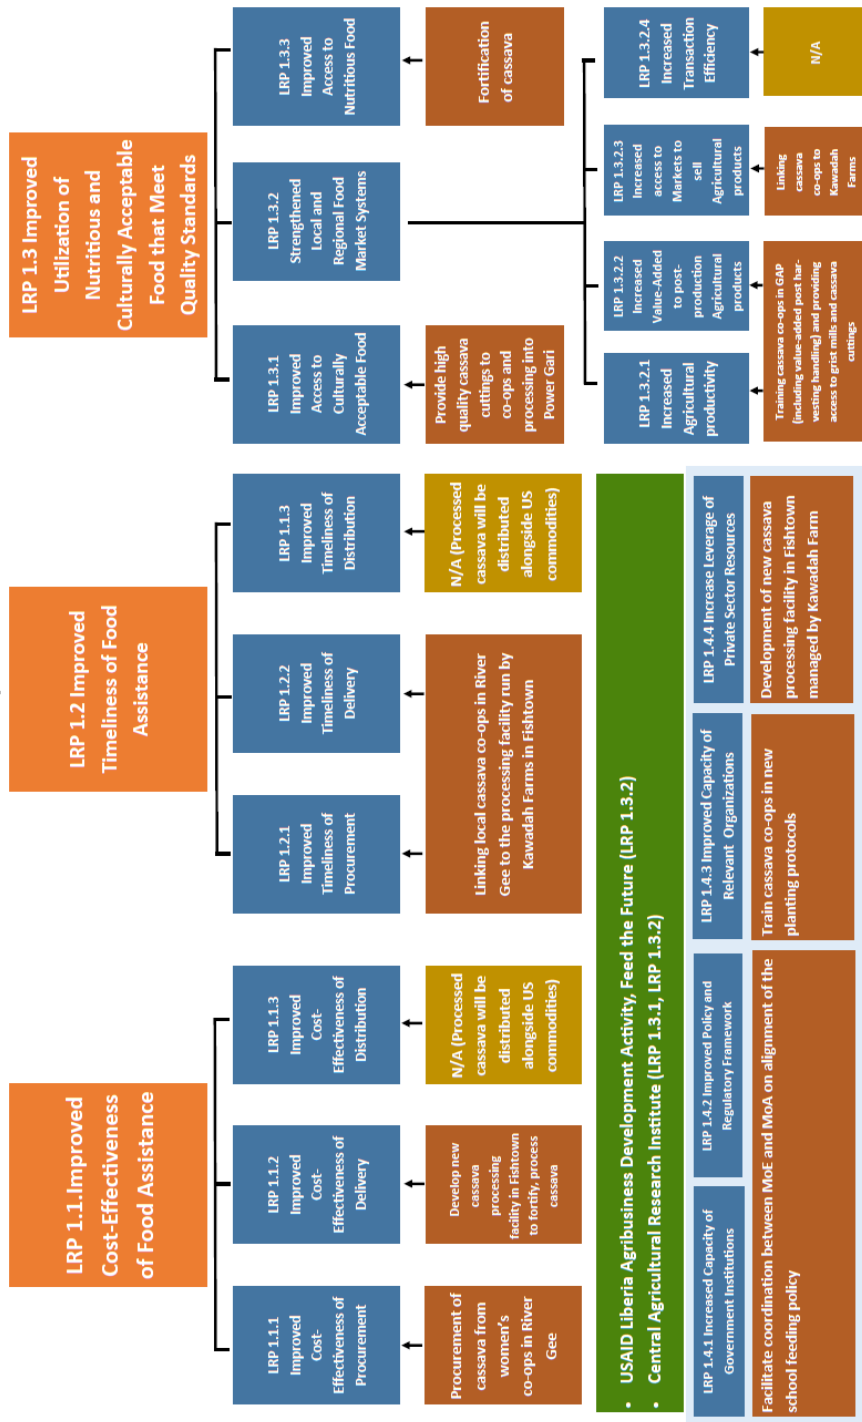 LRP 1.1.Improved
Cost-Effectiveness
of Food Assistance
LRP 1.2 Improved
Timeliness of Food
Assistance
LRP 1.3 Improved
Utilization of
Nutritious and
Culturally Acceptable
Food that Meet
Quality Standards
LRP 1.1.1
Improved
Cost-
Effectiveness of
Procurement
LRP 1.1.2
Improved
Cost-
Effectiveness of
Delivery
LRP 1.1.3
Improved
Cost-
Effectiveness of
Distribution
LRP 1.2.1
Improved
Timeliness of
Procurement
LRP 1.2.2
Improved
Timeliness of
Delivery
LRP 1.1.3
Improved
Timeliness of
Distribution
LRP 1.3.1
Improved
Access to
Culturally
Acceptable Food
LRP 1.3.2
Strengthened
Local and
Regional Food
Market Systems
LRP 1.3.3
Improved
Access to
Nutritious Food
Procurement of
cassava from
women's
co-ops in River
Gee
Develop new
cassava
processing
facility in Fishtown
to fortify, process
cassava
N/A (Processed
cassava will be
distributed
alongside US
commodities)
Linking local cassava co-ops in River
Gee to the processing facility run by
Kawadah Farms in Fishtown
N/A (Processed
cassava will be
distributed
alongside US
commodities)
Provide high
quality cassava
cuttings to
co-ops and
processing into
Power Gari
Fortification
of cassava
LRP 1.3.2.1
Increased
Agricultural
productivity
LRP 1.3.2.2
Increased
Value-Added
to post-
production
Agricultural
products
LRP 1.3.2.3
Increased
access to
Markets to
sell
Agricultural
products
LRP 1.3.2.4
Increased
Transaction
Efficiency
Training cassava co-ops in GAP
(including value-added post har-
vesting handling) and providing
access to grist mills and cassava
cuttings
Linking
cassava
co-ops to
Kawadah
Farms
N/A
• USAID Liberia Agribusiness Development Activity, Feed the Future (LRP 1.3.2)
• Central Agricultural Research Institute (LRP 1.3.1, LRP 1.3.2)
LRP 1.4.1 Increased Capacity of
Government Institutions
LRP 1.4.2 Improved Policy and
Regulatory Framework
LRP 1.4.3 Improved Capacity of
Relevant Organizations
LRP 1.4.4 Increase Leverage of
Private Sector Resources
Facilitate coordination between MoE and MoA on alignment of the
school feeding policy
Train cassava co-ops in new
planting protocols
Development of new cassava
processing facility in Fishtown
managed by Kawadah Farm